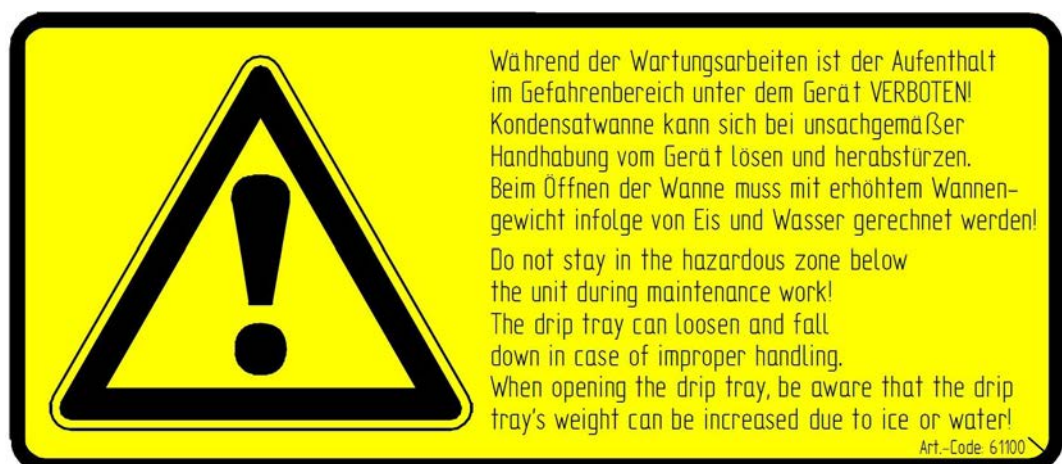 Während der Wartungsarbeiten ist der Aufenthalt
im Gefahrenbereich unter dem Gerät VERBOTEN!
Kondensatwanne kann sich bei unsachgemäßer
Handhabung vom Gerät lösen und herabstürzen.
Beim Öffnen der Wanne muss mit erhöhtem Wannen-
gewicht infolge von Eis und Wasser gerechnet werden!
Do not stay in the hazardous zone below
the unit during maintenance work!
The drip tray can loosen and fall
down in case of improper handling.
When opening the drip tray, be aware that the drip
tray's weight can be increased due to ice or water!
Art.-Code: 61100